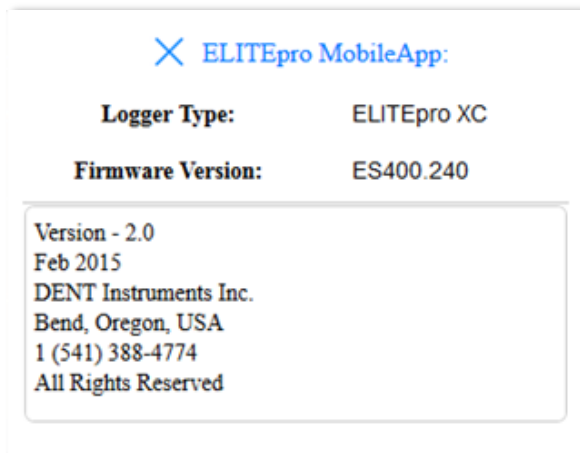 ELITEpro MobileApp:
Logger Type: ELITEpro XC
Firmware Version: ES400.240
Version - 2.0
Feb 2015
DENT Instruments Inc.
Bend, Oregon, USA
1 (541) 388-4774
All Rights Reserved